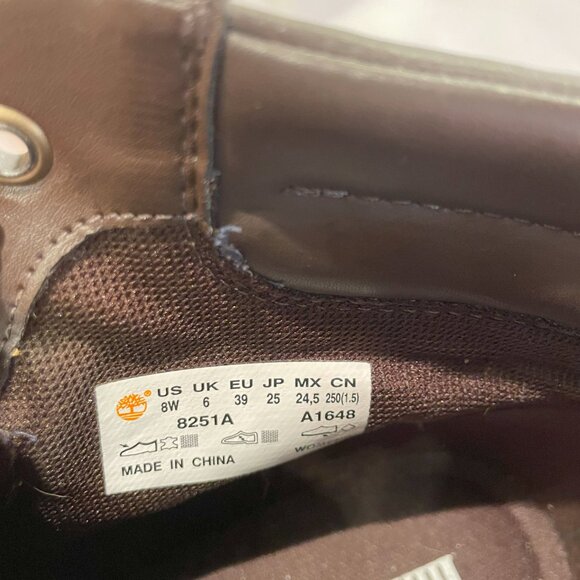 US UK EU JP MX CN
8W 6 39 25 24,5 250(1.5)
8251A A1648
MADE IN CHINA